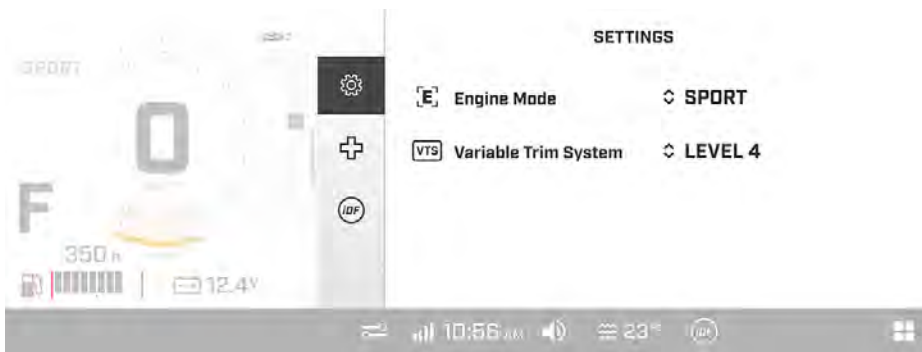 SETTINGS
SPORT
[E] Engine Mode SPORT
VTS Variable Trim System LEVEL 4
0
iDF
F
350 h
12.4V
10:56 AM 23° iDF